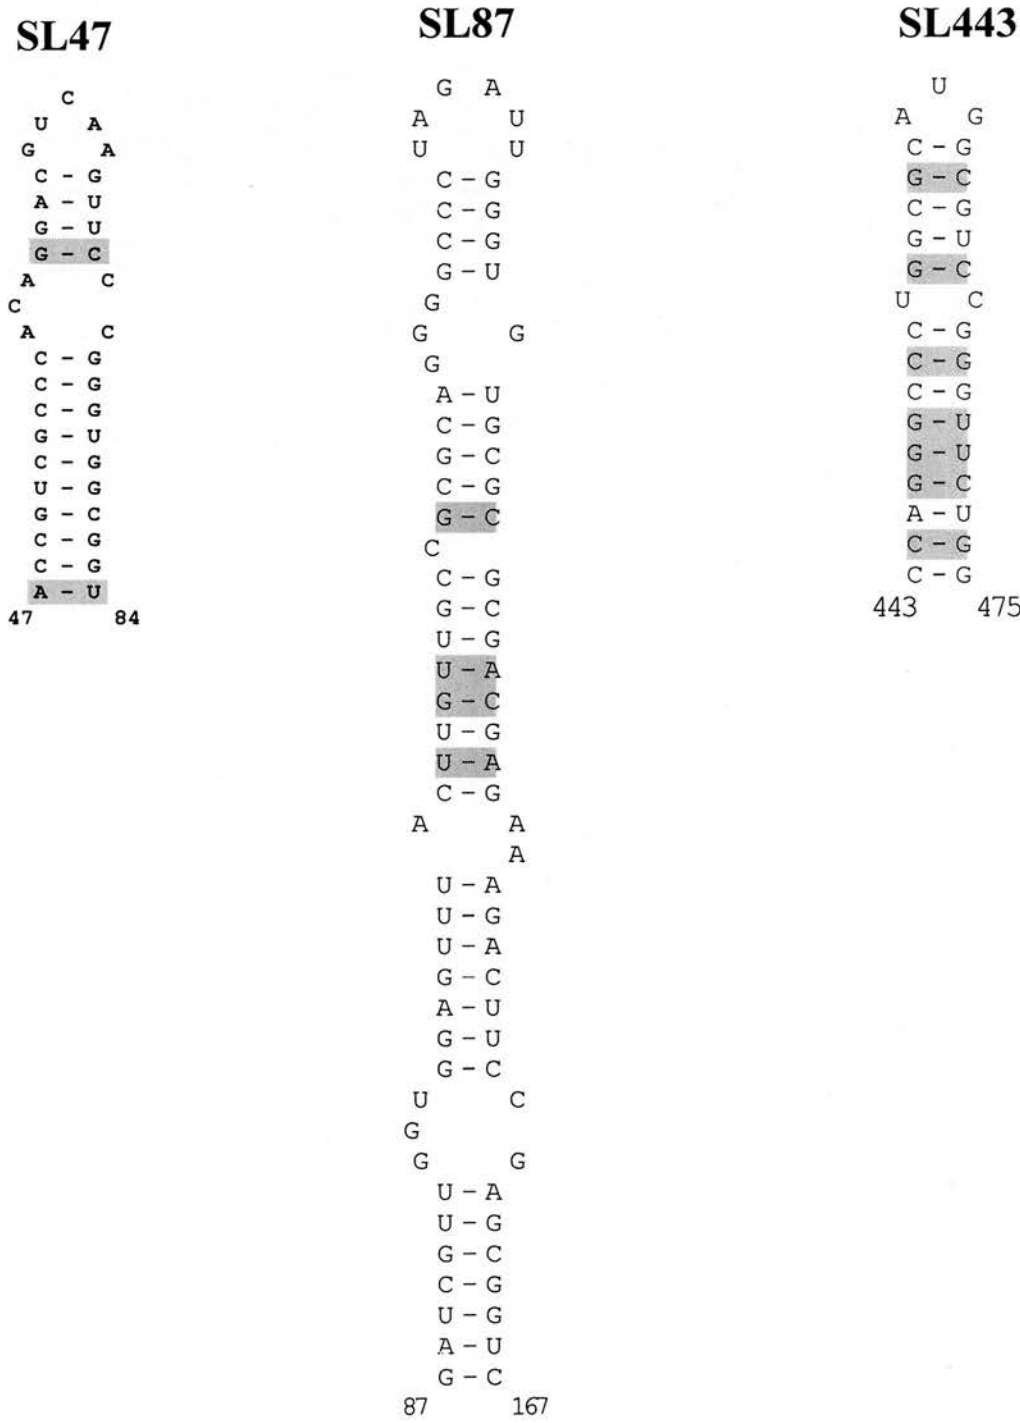 SL47
C
U A
G A
C - G
A - U
G - U
G - C
A C
C
A C
C - G
C - G
C - G
G - U
C - G
U - G
G - C
C - G
C - G
A - U
47 84
SL87
G A
A U
U U
C - G
C - G
C - G
G - U
G
G G
G
A - U
C - G
G - C
C - G
G - C
C
C - G
G - C
U - G
U - A
G - C
U - G
U - A
C - G
A A
A
U - A
U - G
U - A
G - C
A - U
G - U
G - C
U C
G
G G
U - A
U - G
G - C
C - G
U - G
A - U
G - C
87 167
SL443
U
A G
C - G
G - C
C - G
G - U
G - C
U C
C - G
C - G
C - G
G - U
G - U
G - C
A - U
C - G
C - G
443 475